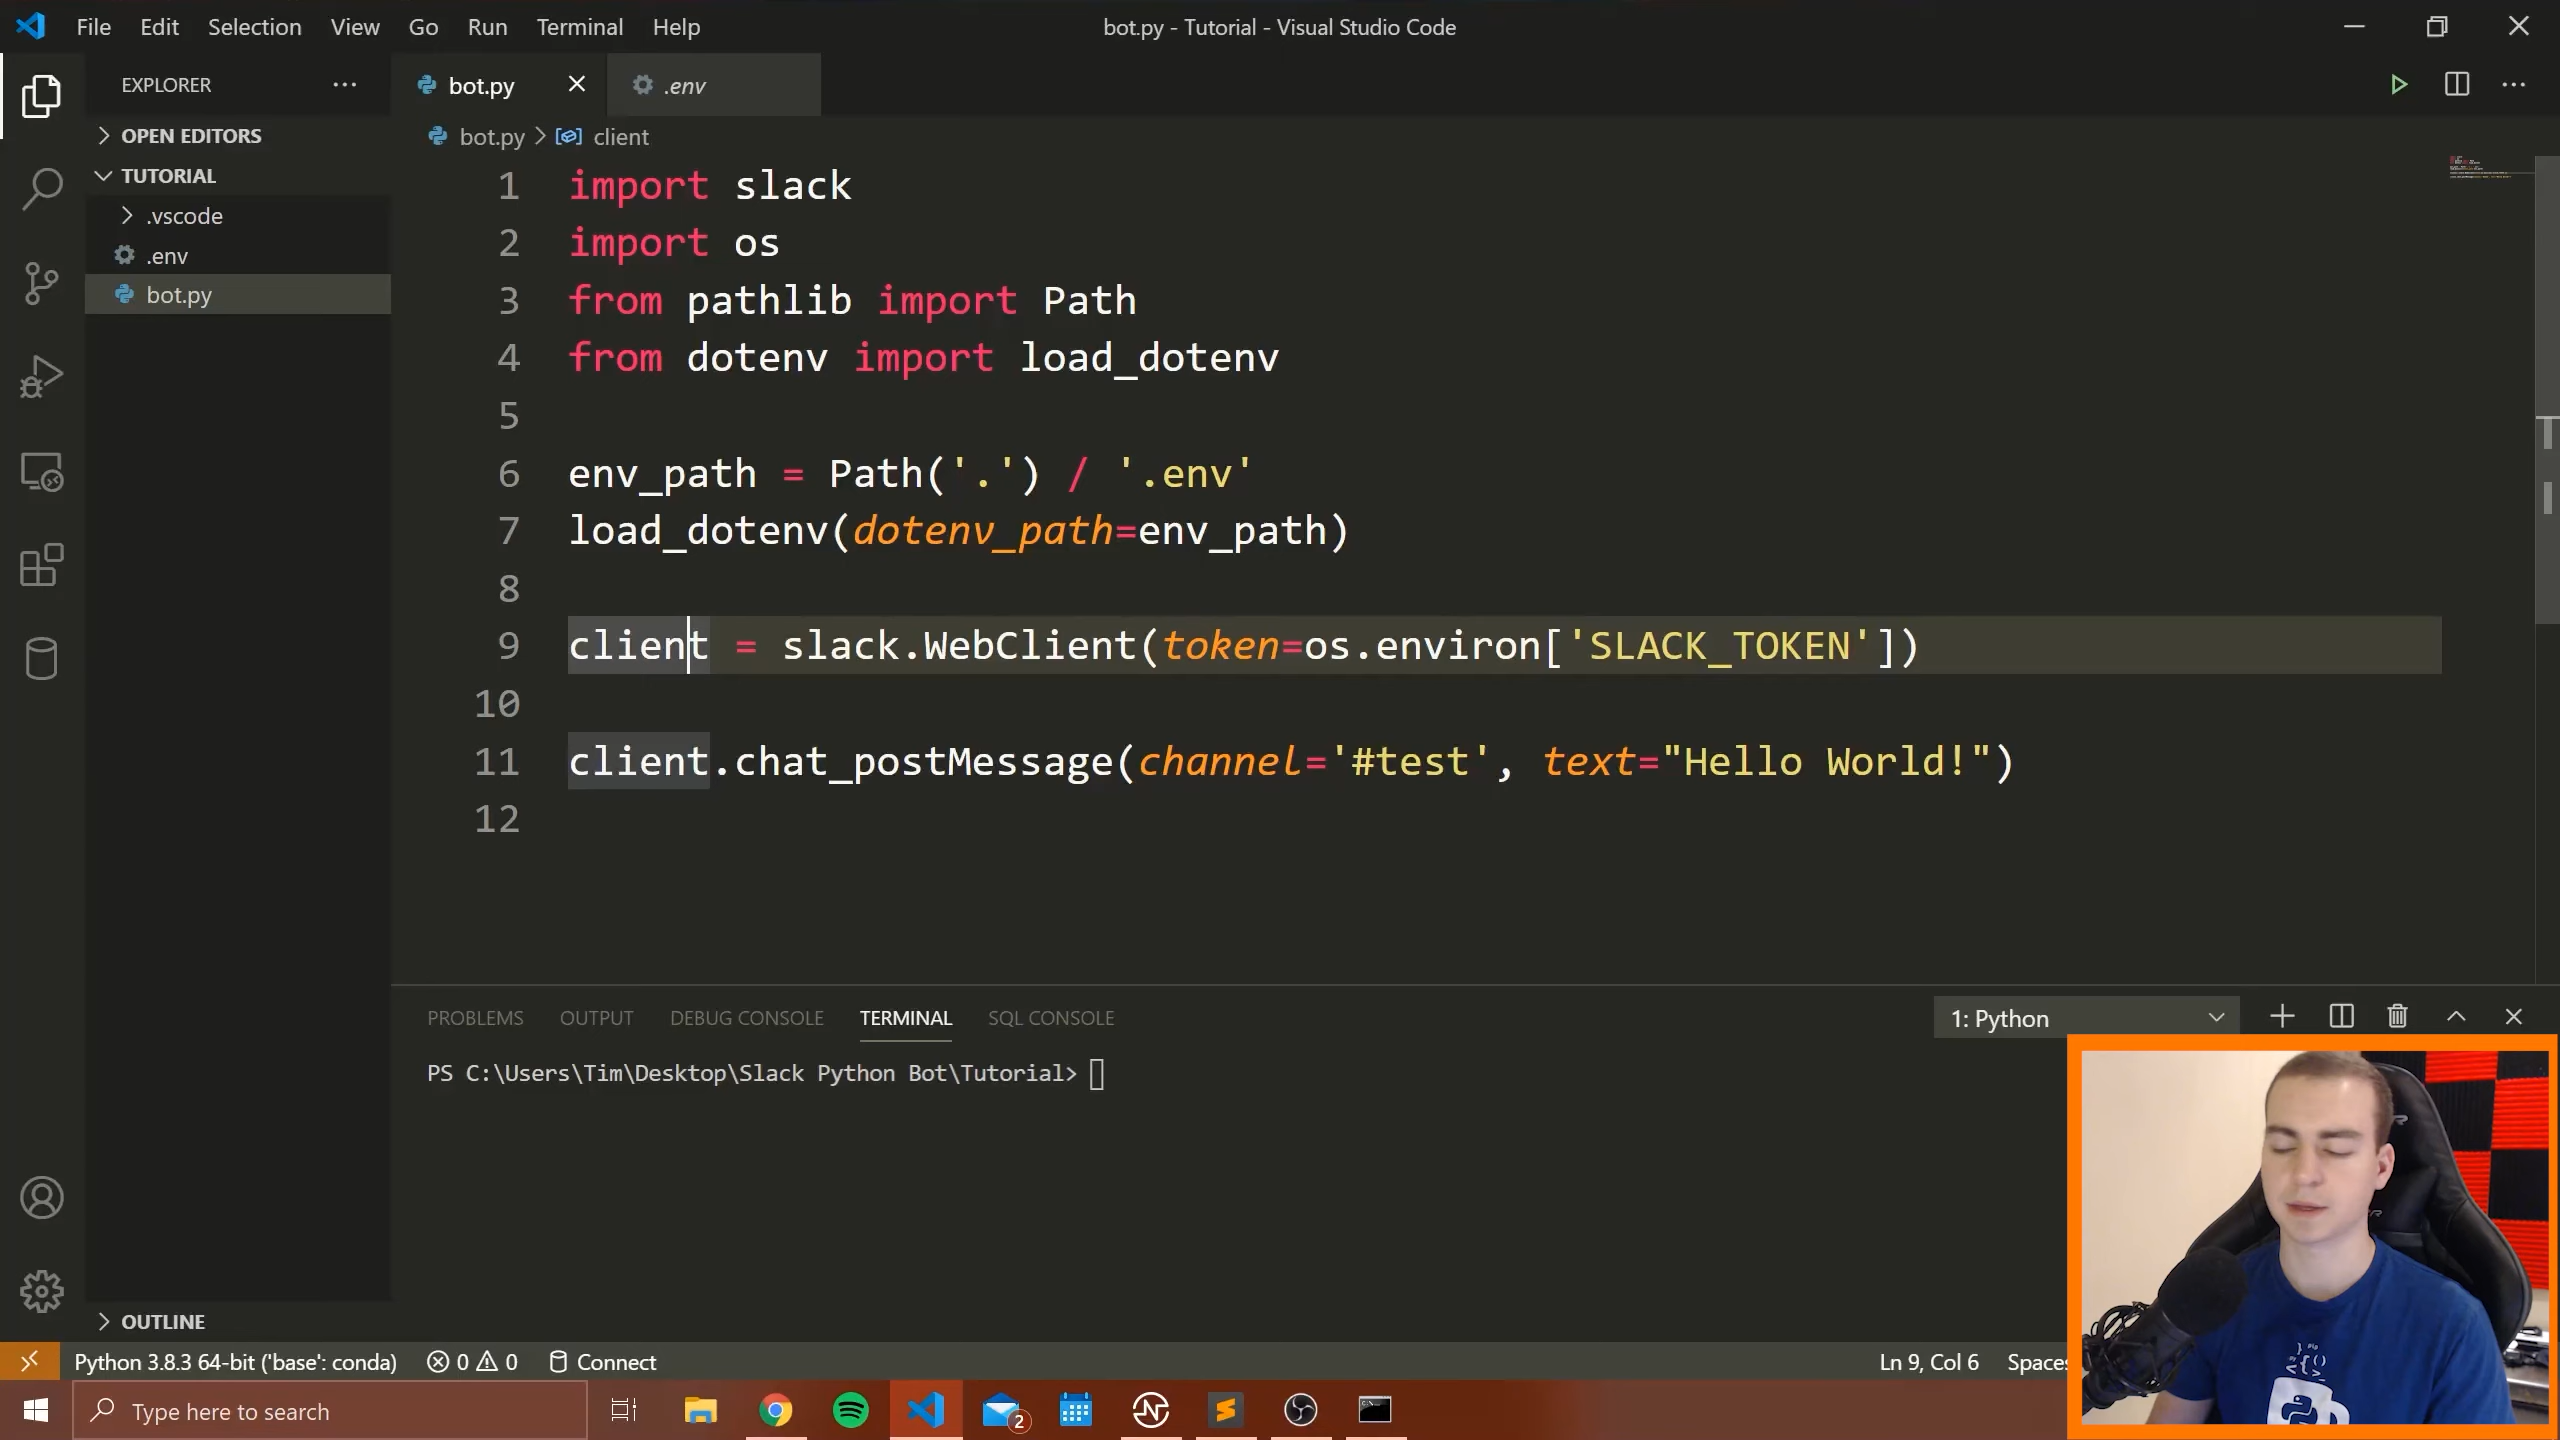 File Edit Selection View Go Run Terminal Help
bot.py - Tutorial - Visual Studio Code
EXPLORER
bot.py
.env
OPEN EDITORS
bot.py > client
TUTORIAL
.vscode
.env
bot.py
1 import slack
2 import os
3 from pathlib import Path
4 from dotenv import load_dotenv
5
6 env_path = Path('.') / '.env'
7 load_dotenv(dotenv_path=env_path)
8
9 client = slack.WebClient(token=os.environ['SLACK_TOKEN'])
10
11 client.chat_postMessage(channel='#test', text="Hello World!")
12
PROBLEMS OUTPUT DEBUG CONSOLE TERMINAL SQL CONSOLE
1: Python
PS C:\Users\Tim\Desktop\Slack Python Bot\Tutorial>
OUTLINE
Python 3.8.3 64-bit ('base': conda) 0 0 Connect
Ln 9, Col 6 Spaces
Type here to search
2